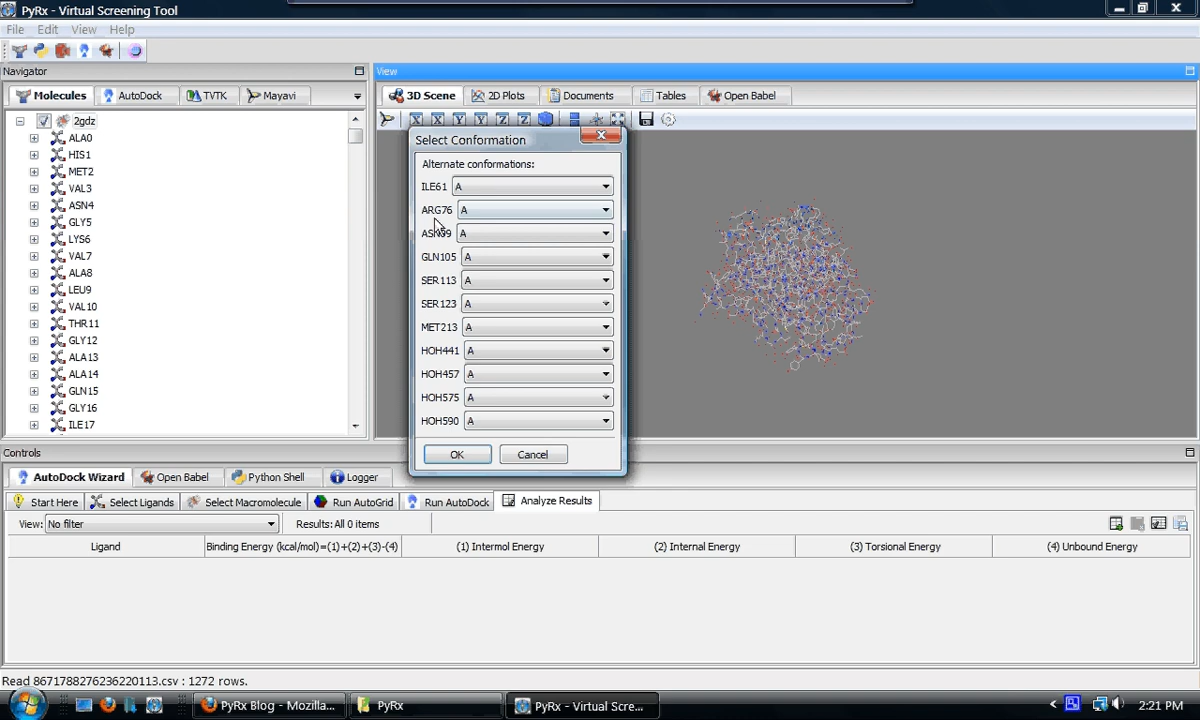 PyRx - Virtual Screening Tool
File Edit View Help
Navigator
View
Molecules AutoDock TVTK Mayavi
3D Scene 2D Plots Documents Tables Open Babel
2gdz
ALA0
HIS1
MET2
VAL3
ASN4
GLY5
LYS6
VAL7
ALA8
LEU9
VAL10
THR11
GLY12
ALA13
ALA14
GLN15
GLY16
ILE17
Select Conformation
Alternate conformations:
ILE61 A
ARG76 A
A
GLN105 A
SER113 A
SER123 A
MET213 A
HOH441 A
HOH457 A
HOH575 A
HOH590 A
OK Cancel
Controls
AutoDock Wizard Open Babel Python Shell Logger
Start Here Select Ligands Select Macromolecule Run AutoGrid Run AutoDock Analyze Results
View: No filter Results: All 0 items
Ligand Binding Energy (kcal/mol)=(1)+(2)+(3)-(4) (1) Intermol Energy (2) Internal Energy (3) Torsional Energy (4) Unbound Energy
Read 8671788276236220113.csv : 1272 rows.
PyRx Blog - Mozilla... PyRx PyRx - Virtual Scree... 2:21 PM